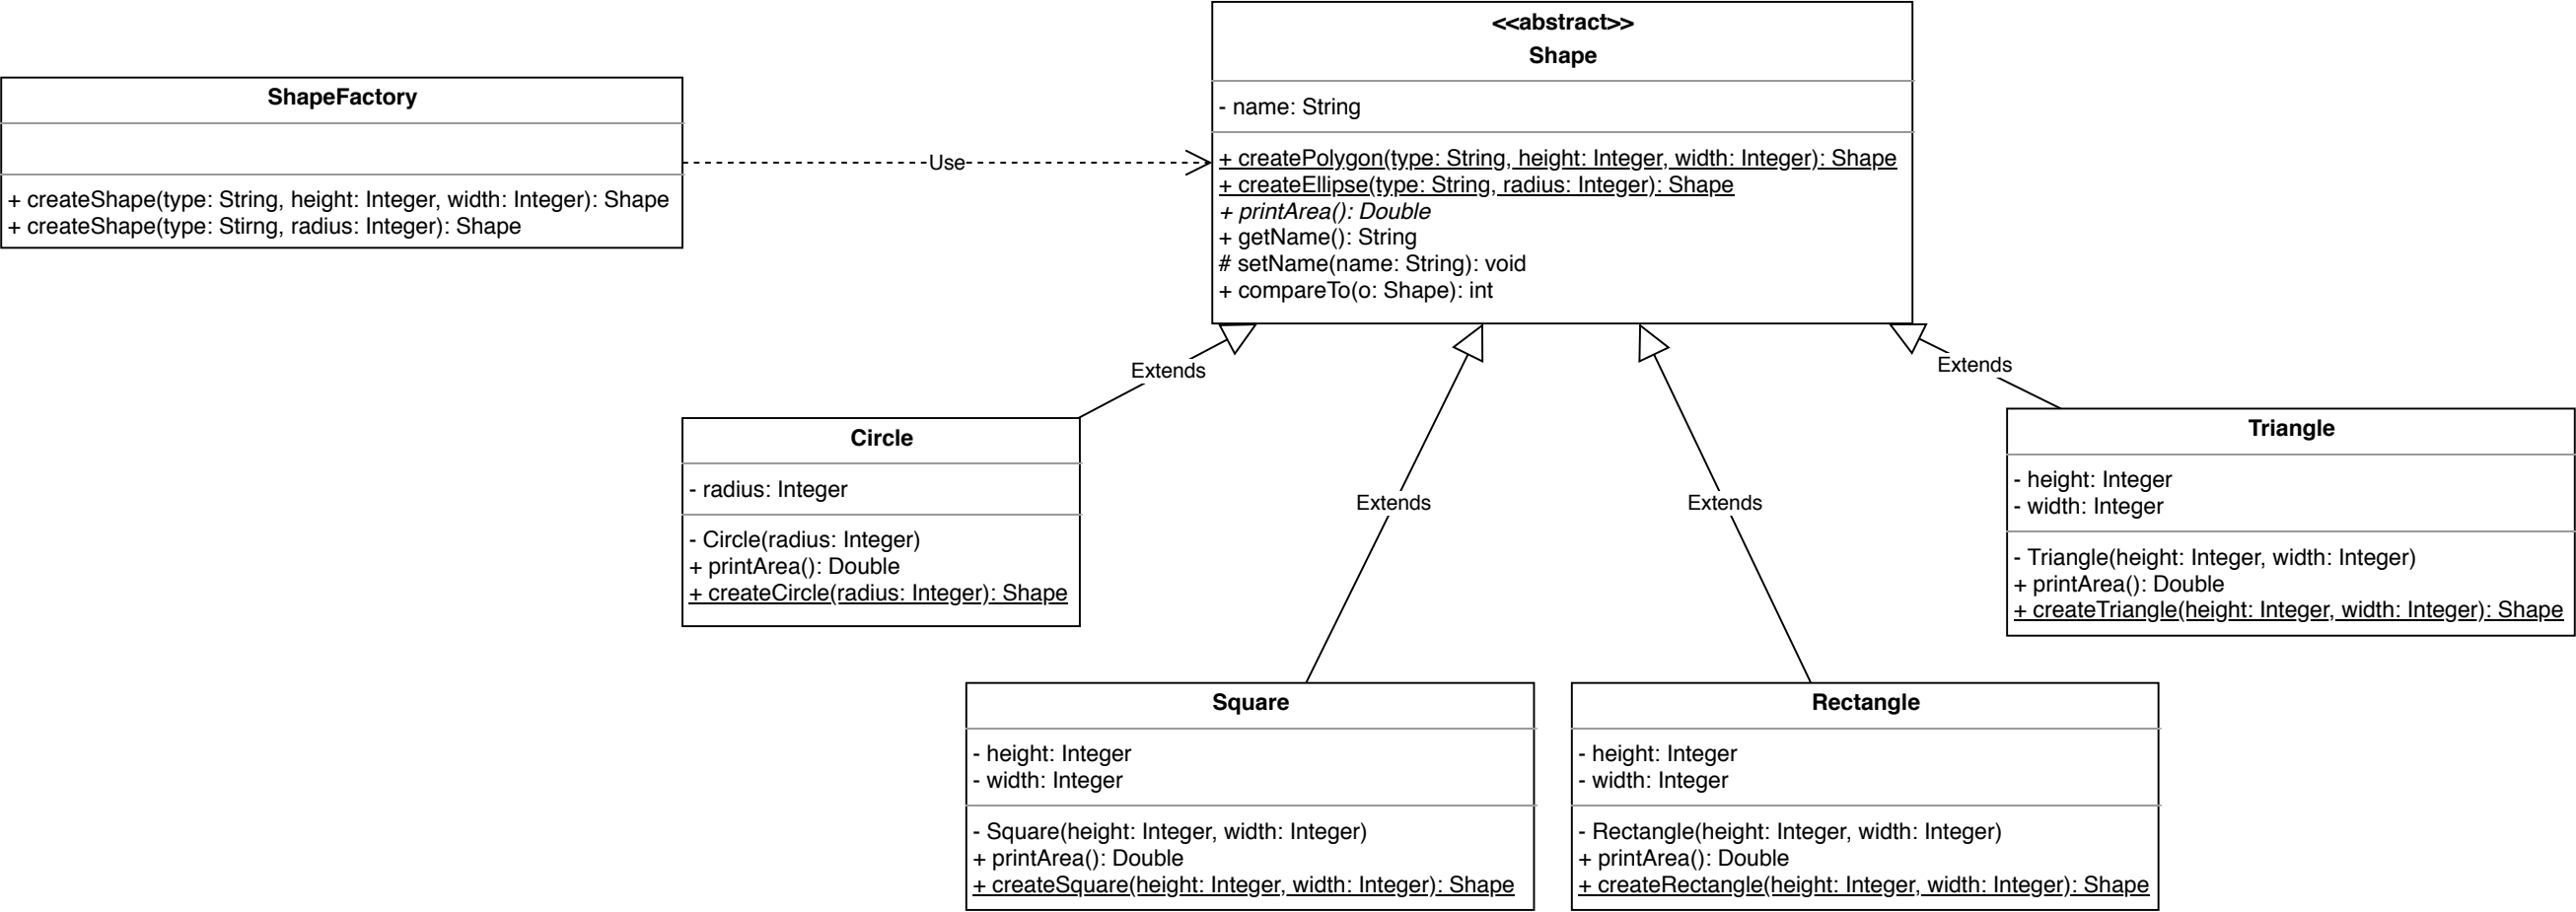 ShapeFactory
+ createShape(type: String, height: Integer, width: Integer): Shape
+ createShape(type: Stirng, radius: Integer): Shape
Use
<<abstract>>
Shape
- name: String
+ createPolygon(type: String, height: Integer, width: Integer): Shape
+ createEllipse(type: String, radius: Integer): Shape
+ printArea(): Double
+ getName(): String
# setName(name: String): void
+ compareTo(o: Shape): int
Extends
Extends
Extends
Extends
Circle
- radius: Integer
- Circle(radius: Integer)
+ printArea(): Double
+ createCircle(radius: Integer): Shape
Square
- height: Integer
- width: Integer
- Square(height: Integer, width: Integer)
+ printArea(): Double
+ createSquare(height: Integer, width: Integer): Shape
Rectangle
- height: Integer
- width: Integer
- Rectangle(height: Integer, width: Integer)
+ printArea(): Double
+ createRectangle(height: Integer, width: Integer): Shape
Triangle
- height: Integer
- width: Integer
- Triangle(height: Integer, width: Integer)
+ printArea(): Double
+ createTriangle(height: Integer, width: Integer): Shape